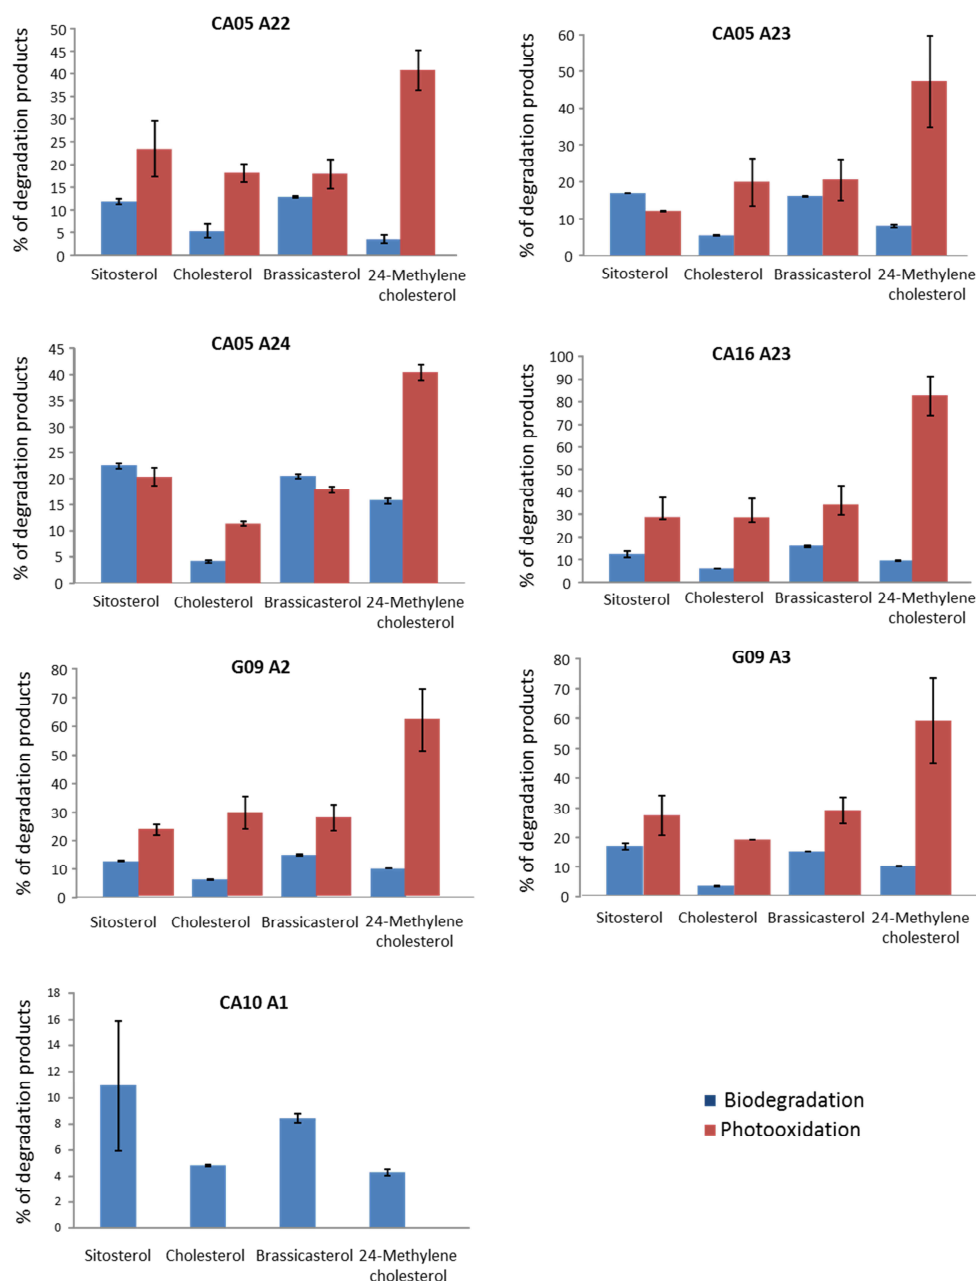 CA05 A22
% of degradation products
50
45
40
35
30
25
20
15
10
5
0
Sitosterol Cholesterol Brassicasterol 24-Methylene
cholesterol
CA05 A23
% of degradation products
60
50
40
30
20
10
0
Sitosterol Cholesterol Brassicasterol 24-Methylene
cholesterol
CA05 A24
% of degradation products
45
40
35
30
25
20
15
10
5
0
Sitosterol Cholesterol Brassicasterol 24-Methylene
cholesterol
CA16 A23
% of degradation products
100
90
80
70
60
50
40
30
20
10
0
Sitosterol Cholesterol Brassicasterol 24-Methylene
cholesterol
G09 A2
% of degradation products
80
70
60
50
40
30
20
10
0
Sitosterol Cholesterol Brassicasterol 24-Methylene
cholesterol
G09 A3
% of degradation products
80
70
60
50
40
30
20
10
0
Sitosterol Cholesterol Brassicasterol 24-Methylene
cholesterol
CA10 A1
% of degradation products
18
16
14
12
10
8
6
4
2
0
Sitosterol Cholesterol Brassicasterol 24-Methylene
cholesterol
Biodegradation
Photooxidation